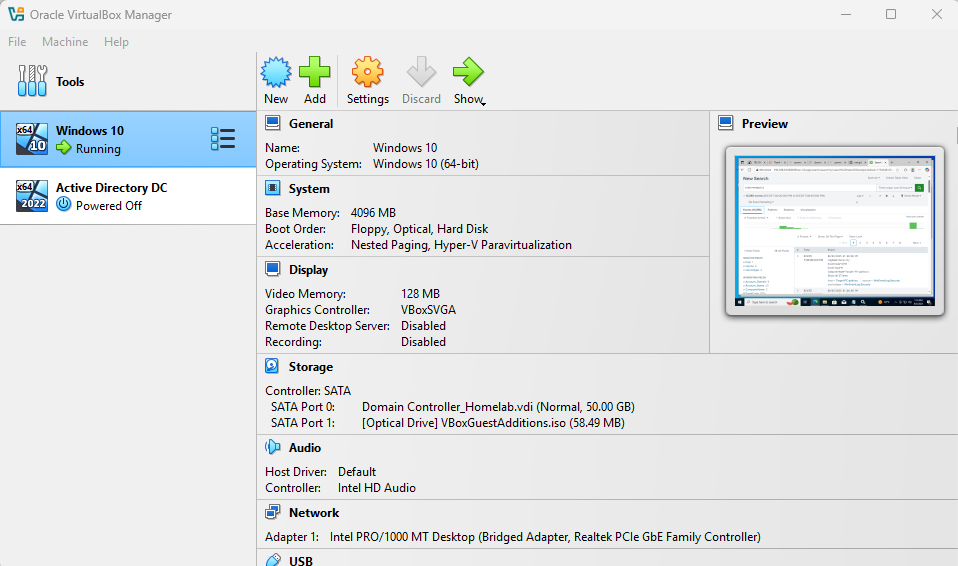 Oracle VirtualBox Manager
File Machine Help
Tools
New Add Settings Discard Show
x64 10 Windows 10
Running
x64 2022 Active Directory DC
Powered Off
General
Name: Windows 10
Operating System: Windows 10 (64-bit)
System
Base Memory: 4096 MB
Boot Order: Floppy, Optical, Hard Disk
Acceleration: Nested Paging, Hyper-V Paravirtualization
Display
Video Memory: 128 MB
Graphics Controller: VBoxSVGA
Remote Desktop Server: Disabled
Recording: Disabled
Storage
Controller: SATA
SATA Port 0: Domain Controller_Homelab.vdi (Normal, 50.00 GB)
SATA Port 1: [Optical Drive] VBoxGuestAdditions.iso (58.49 MB)
Audio
Host Driver: Default
Controller: Intel HD Audio
Network
Adapter 1: Intel PRO/1000 MT Desktop (Bridged Adapter, Realtek PCIe GbE Family Controller)
USB
Preview
New Search